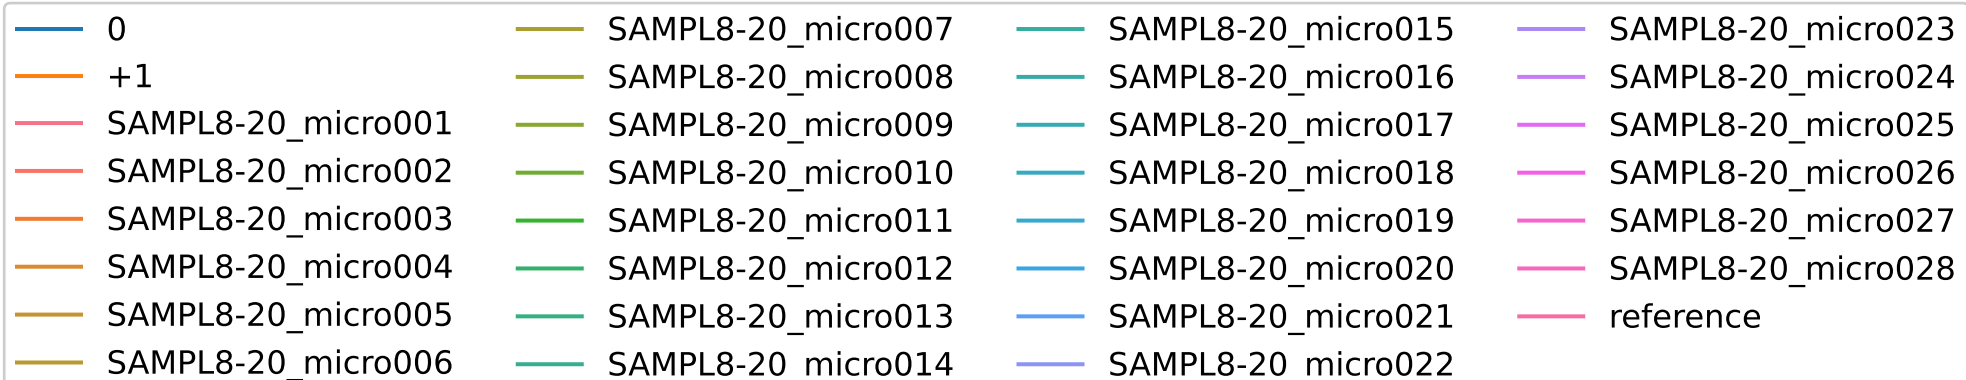 0
+1
SAMPL8-20_micro001
SAMPL8-20_micro002
SAMPL8-20_micro003
SAMPL8-20_micro004
SAMPL8-20_micro005
SAMPL8-20_micro006
SAMPL8-20_micro007
SAMPL8-20_micro008
SAMPL8-20_micro009
SAMPL8-20_micro010
SAMPL8-20_micro011
SAMPL8-20_micro012
SAMPL8-20_micro013
SAMPL8-20_micro014
SAMPL8-20_micro015
SAMPL8-20_micro016
SAMPL8-20_micro017
SAMPL8-20_micro018
SAMPL8-20_micro019
SAMPL8-20_micro020
SAMPL8-20_micro021
SAMPL8-20_micro022
SAMPL8-20_micro023
SAMPL8-20_micro024
SAMPL8-20_micro025
SAMPL8-20_micro026
SAMPL8-20_micro027
SAMPL8-20_micro028
reference